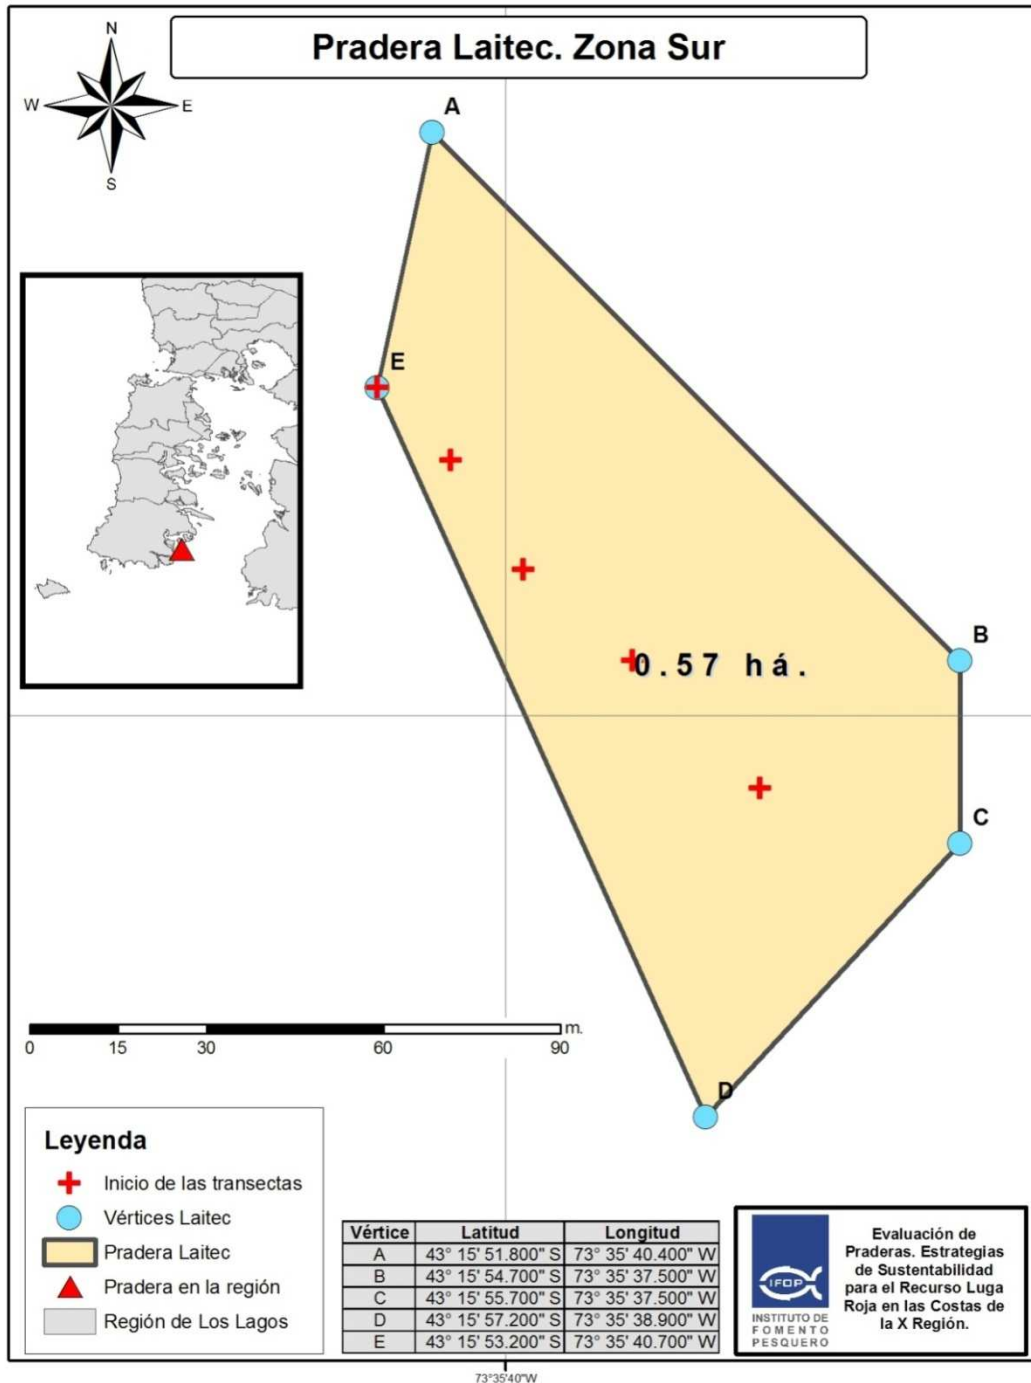 Pradera Laitec. Zona Sur
N
W
E
S
A
E
B
0.57 há.
C
D
m.
0 15 30 60 90
Leyenda
Inicio de las transectas
Vértices Laitec
Pradera Laitec
Pradera en la región
Región de Los Lagos
Vértice Latitud Longitud
A 43° 15' 51.800" S 73° 35' 40.400" W
B 43° 15' 54.700" S 73° 35' 37.500" W
C 43° 15' 55.700" S 73° 35' 37.500" W
D 43° 15' 57.200" S 73° 35' 38.900" W
E 43° 15' 53.200" S 73° 35' 40.700" W
IFOP
INSTITUTO DE
FOMENTO
PESQUERO
Evaluación de
Praderas. Estrategias
de Sustentabilidad
para el Recurso Luga
Roja en las Costas de
la X Región.
73°35'40"W